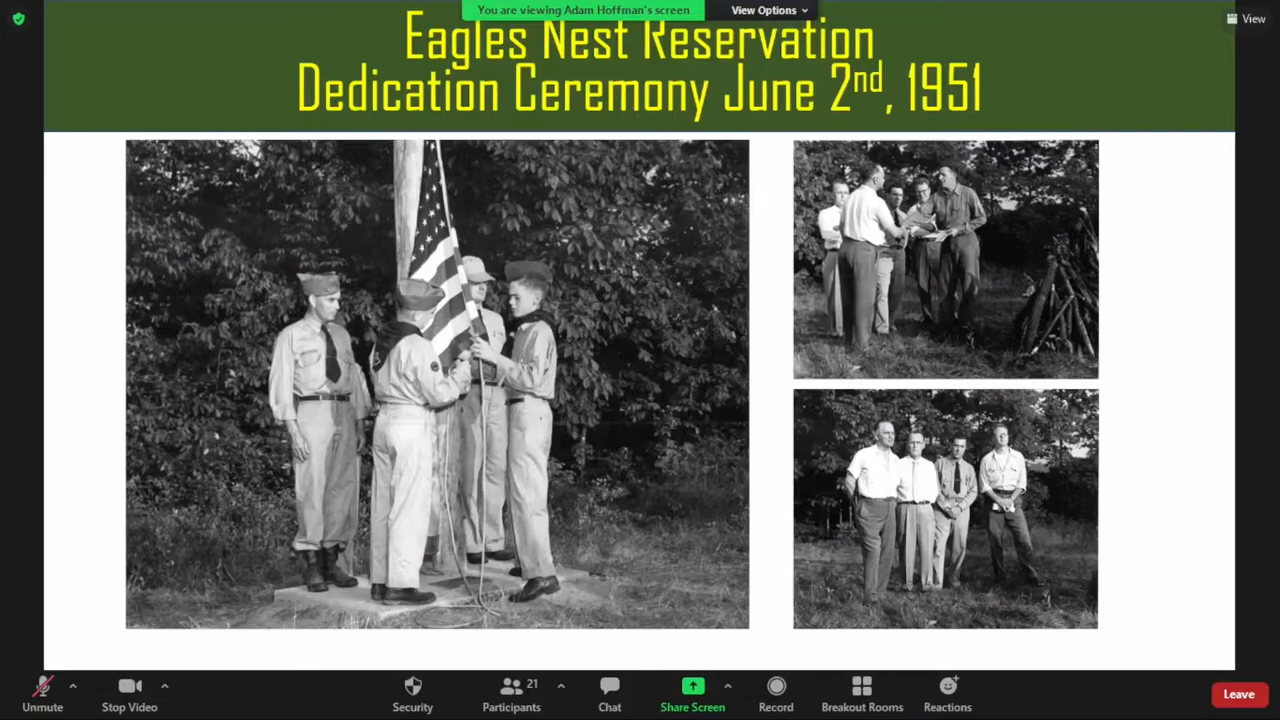 You are viewing Adam Hoffman's screen
View Options
View
Eagles Nest Reservation
Dedication Ceremony June 2nd, 1951
Unmute
Stop Video
Security
21
Participants
Chat
Share Screen
Record
Breakout Rooms
Reactions
Leave